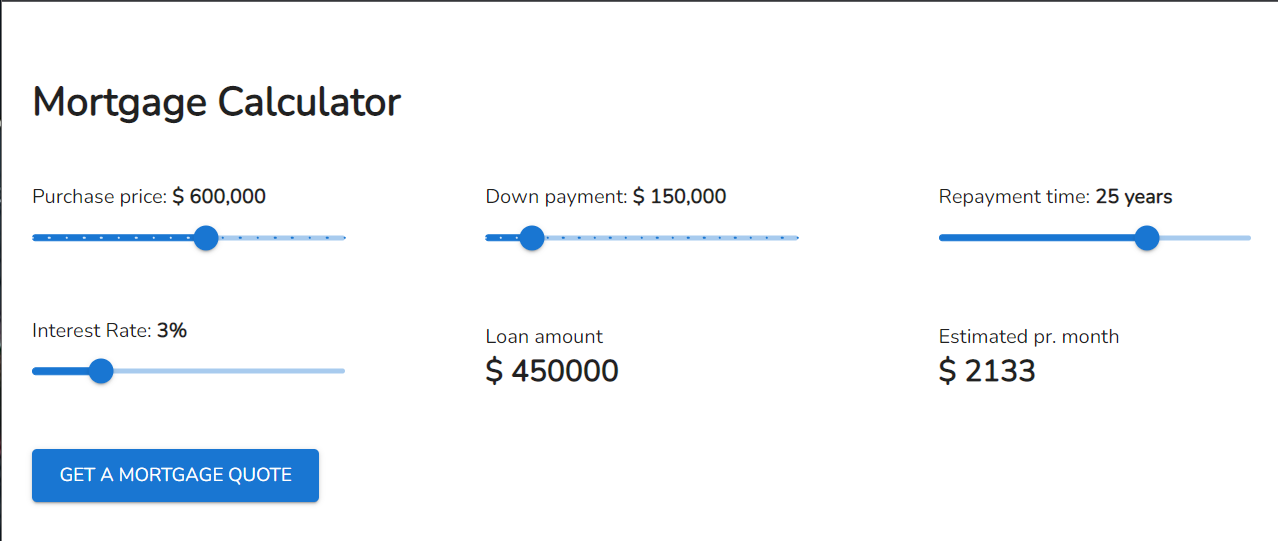 Mortgage Calculator
Purchase price: $ 600,000
Down payment: $ 150,000
Repayment time: 25 years
Interest Rate: 3%
Loan amount
$ 450000
Estimated pr. month
$ 2133
GET A MORTGAGE QUOTE